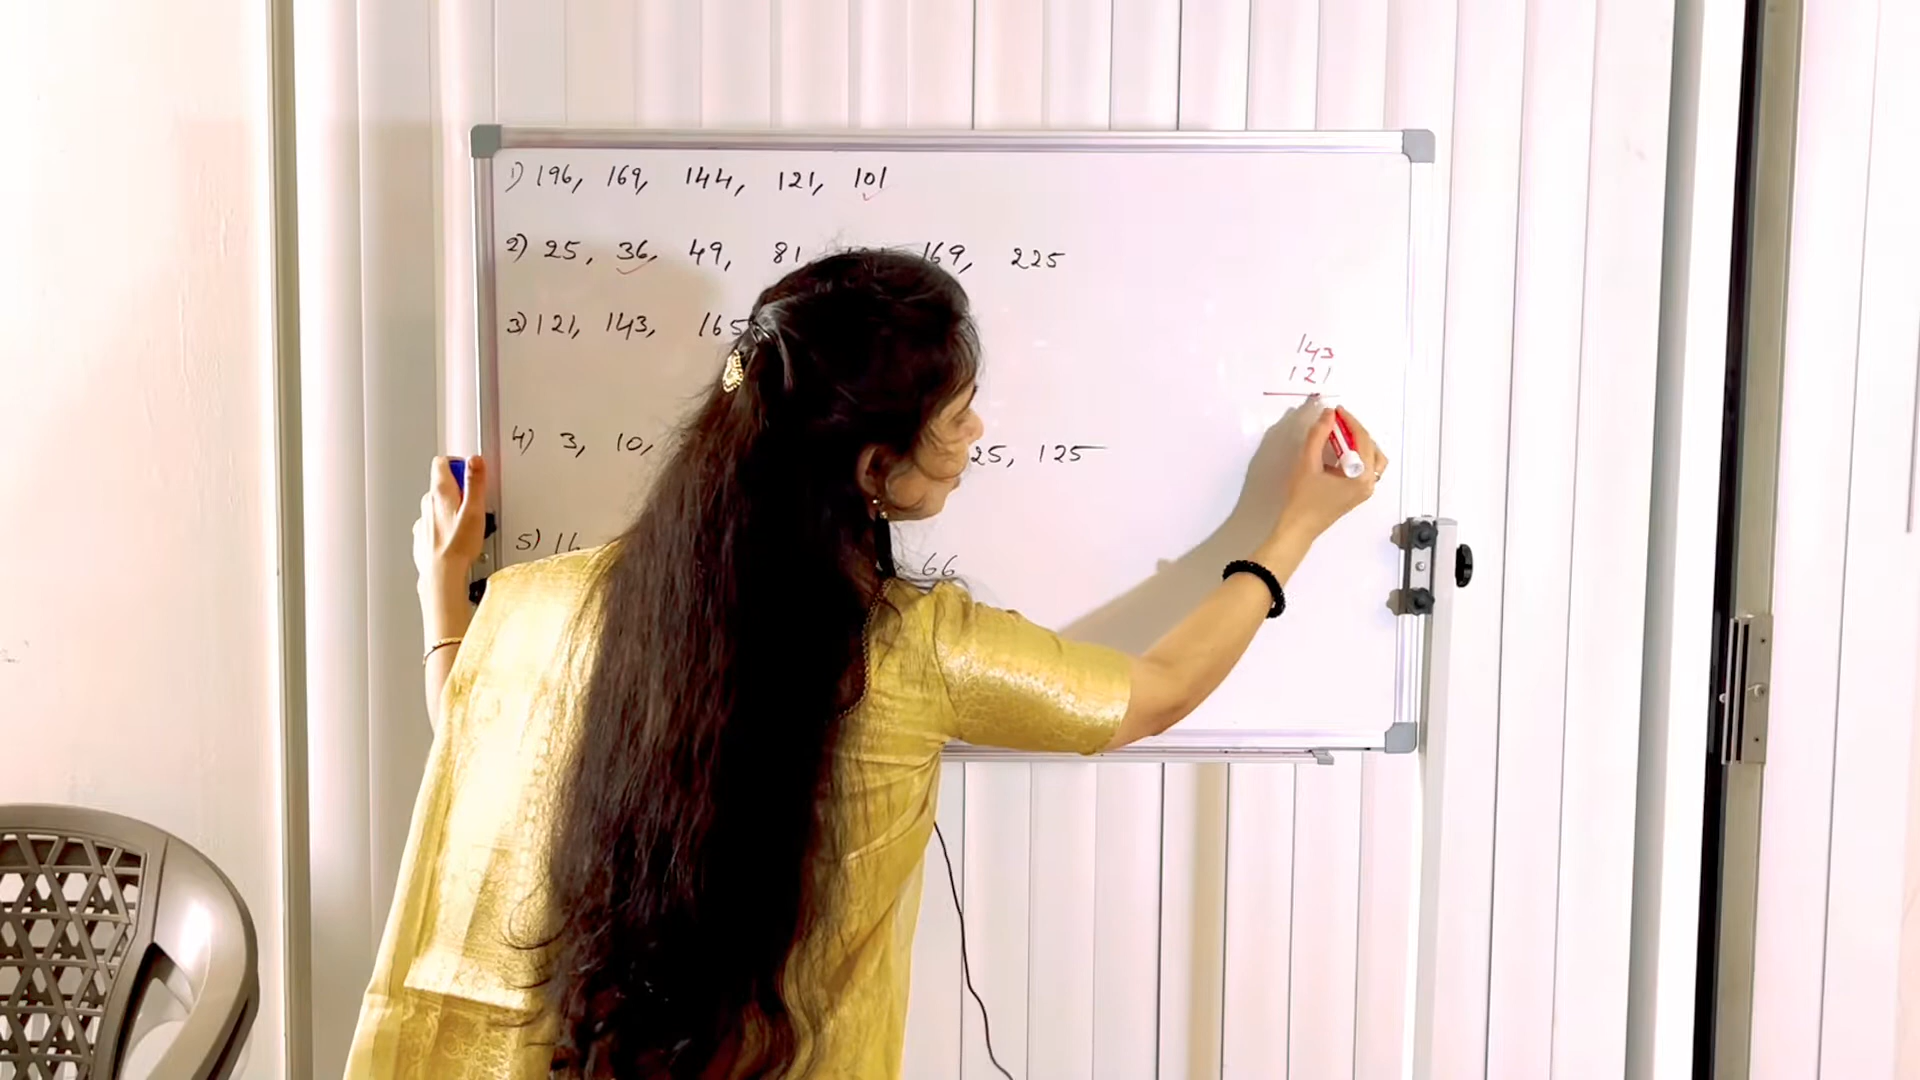 1) 196, 169, 144, 121, 101
2) 25, 36, 49, 81 169, 225
3) 121, 143, 165
143
121
4) 3, 10, 25, 125
5) 16 66